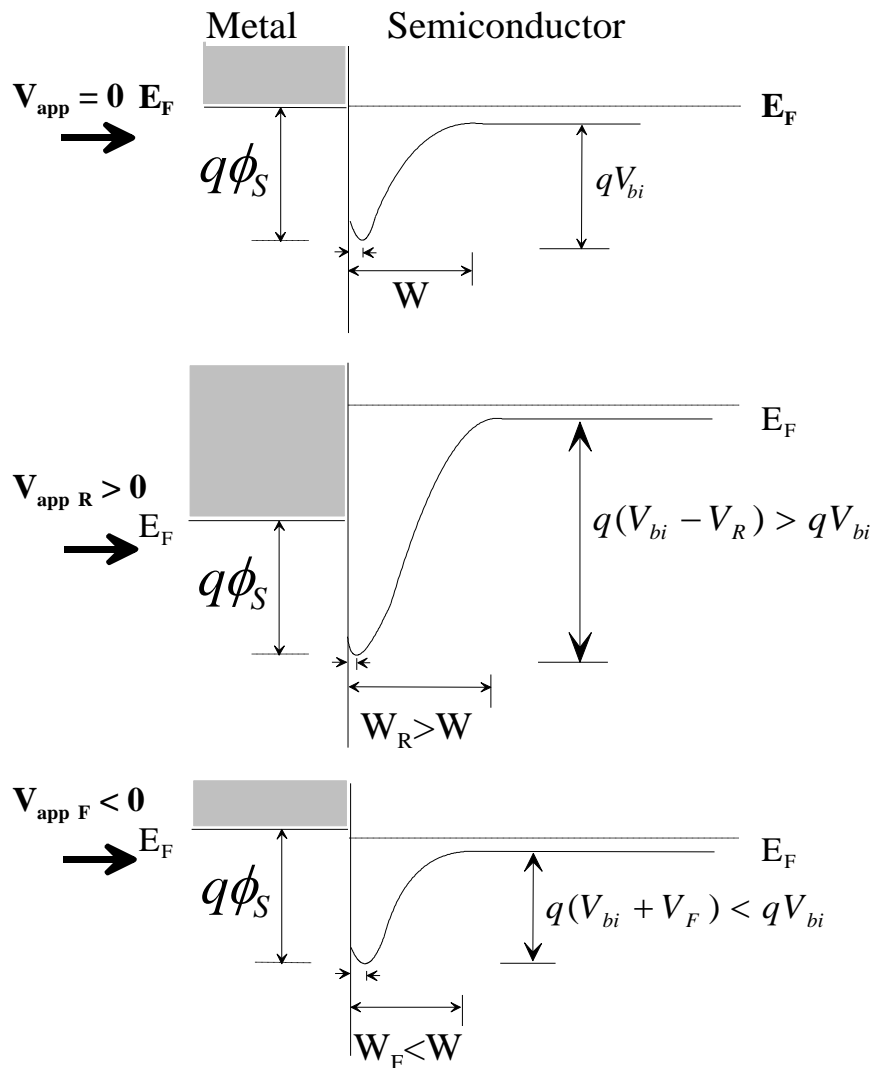 Metal Semiconductor
V_app = 0 E_F E_F
qϕ_S
qV_bi
W
E_F
V_app R > 0
E_F
q(V_bi − V_R) > qV_bi
qϕ_S
W_R>W
V_app F < 0
E_F E_F
qϕ_S
q(V_bi + V_F) < qV_bi
W_F<W